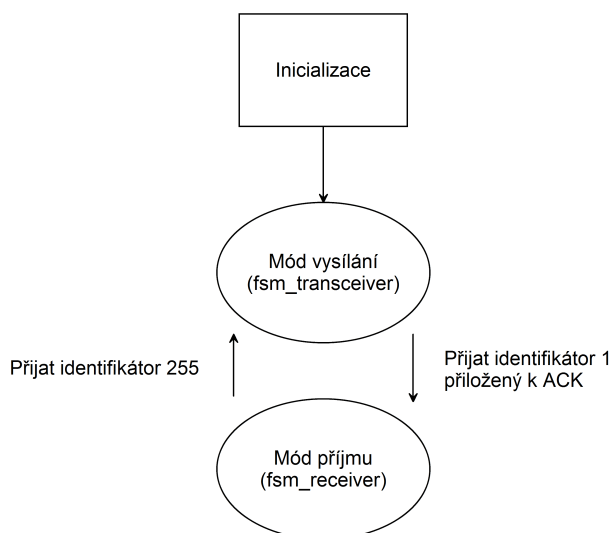 Inicializace
Mód vysílání
(fsm_transceiver)
Přijat identifikátor 255
Přijat identifikátor 1
přiložený k ACK
Mód příjmu
(fsm_receiver)